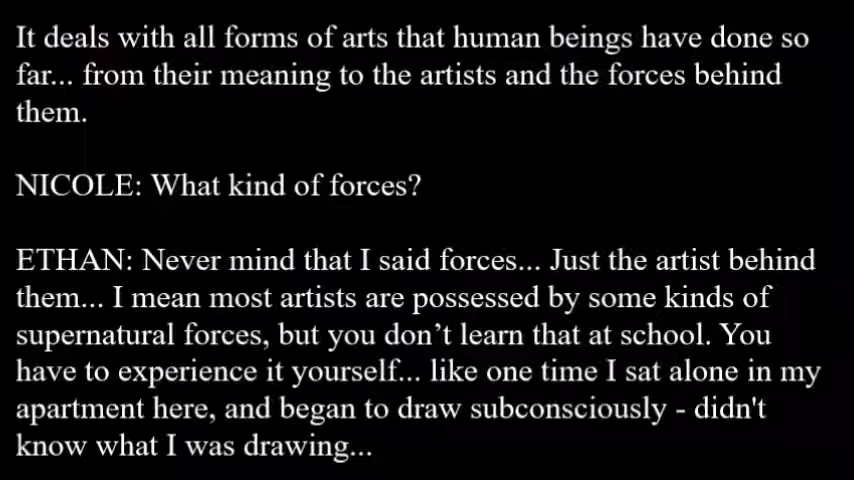 It deals with all forms of arts that human beings have done so
far... from their meaning to the artists and the forces behind
them.
NICOLE: What kind of forces?
ETHAN: Never mind that I said forces... Just the artist behind
them... I mean most artists are possessed by some kinds of
supernatural forces, but you don’t learn that at school. You
have to experience it yourself... like one time I sat alone in my
apartment here, and began to draw subconsciously - didn't
know what I was drawing...